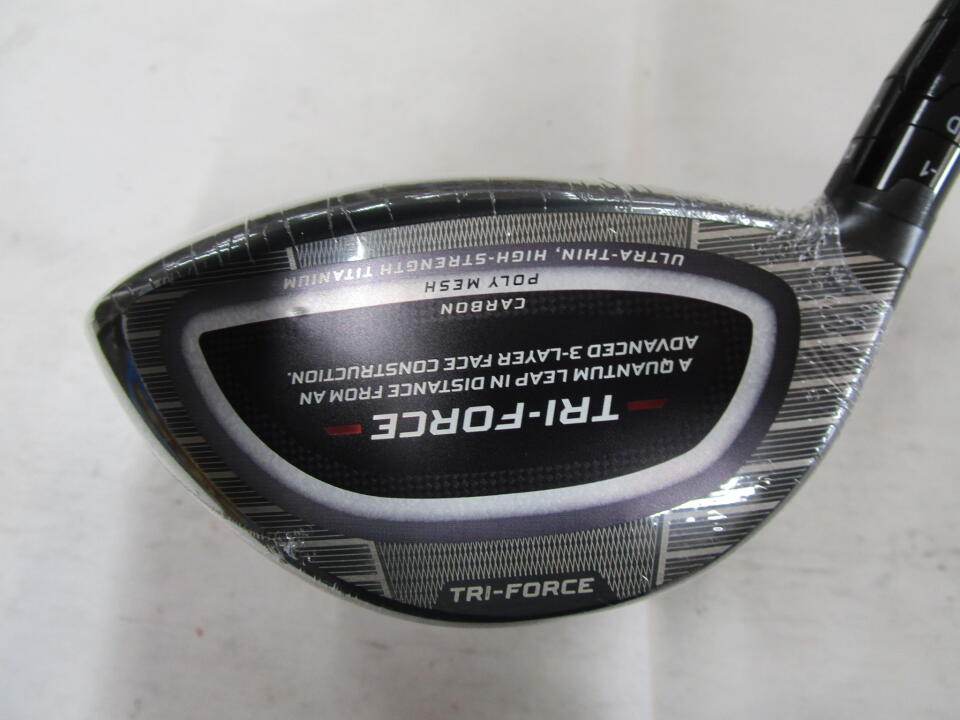 TRI-FORCE
A QUANTUM LEAP IN DISTANCE FROM AN
ADVANCED 3-LAYER FACE CONSTRUCTION.
CARBON
POLY MESH
ULTRA-THIN, HIGH-STRENGTH TITANIUM
TRI-FORCE
-1